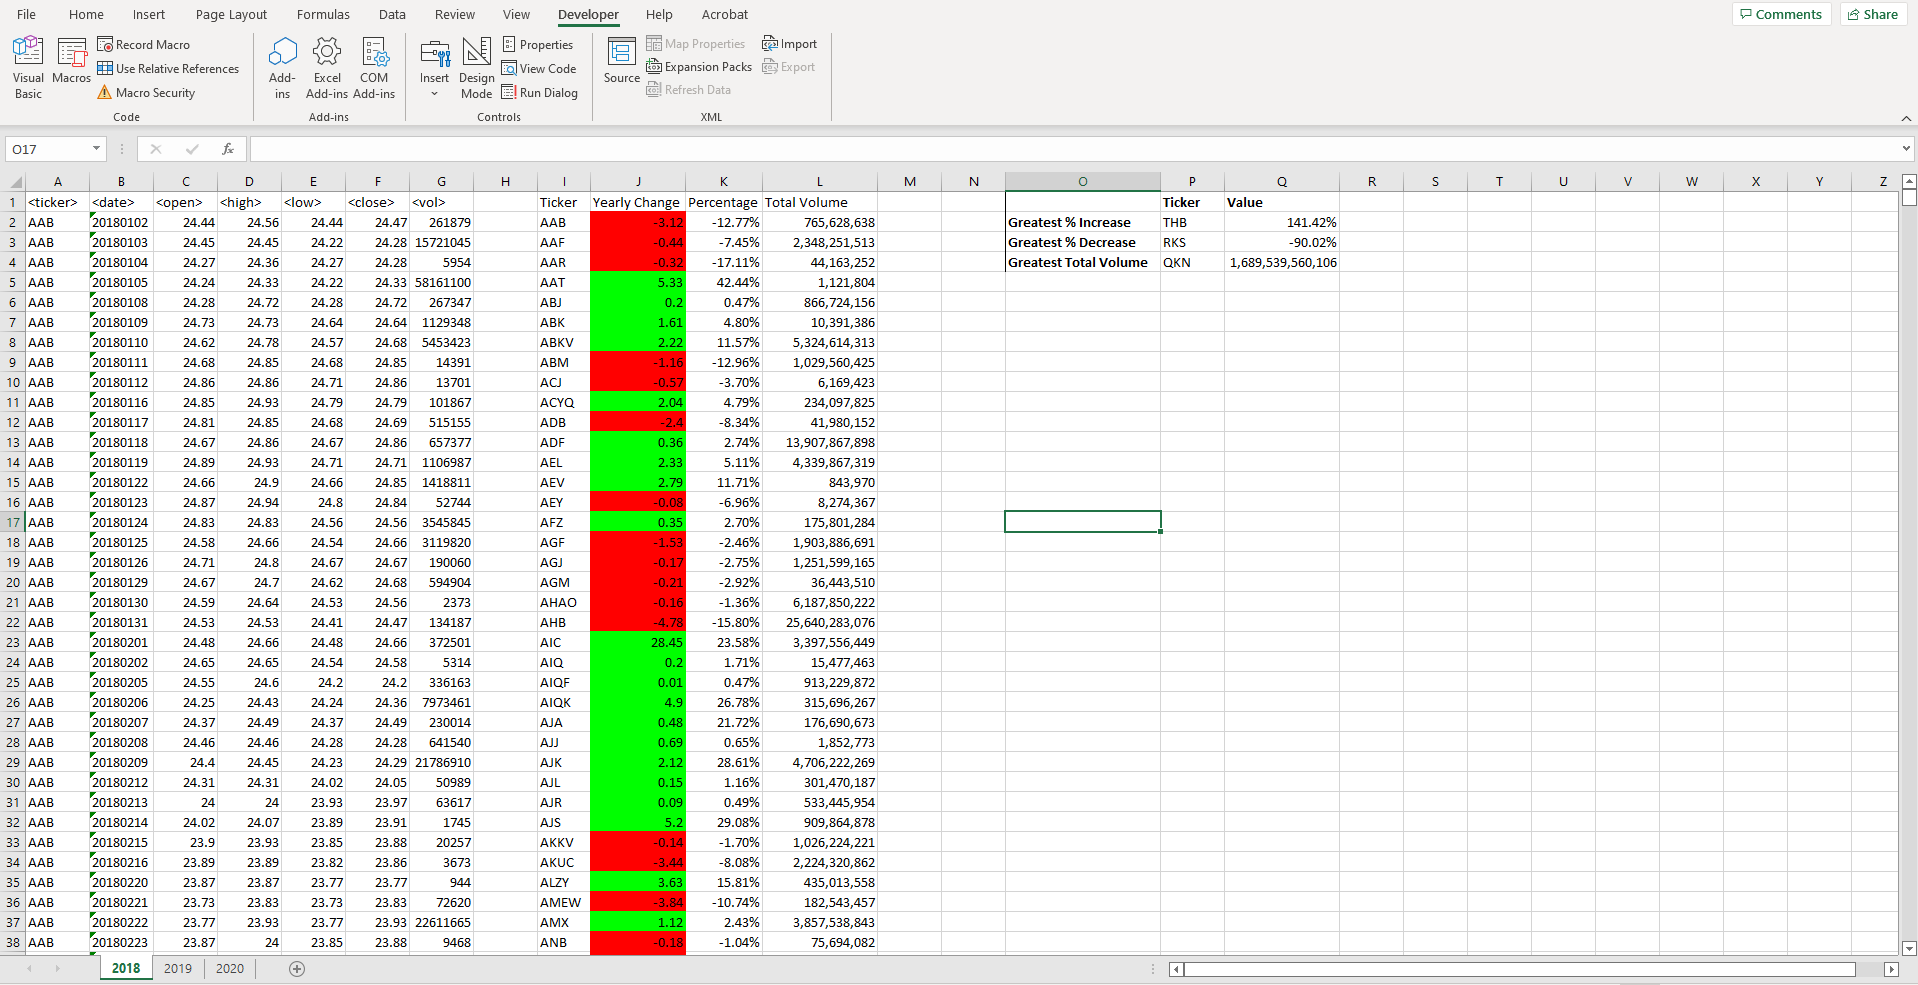 File Home Insert Page Layout Formulas Data Review View Developer Help Acrobat Comments Share
Visual Basic Macros Record Macro Use Relative References Macro Security Code
Add-ins Excel Add-ins COM Add-ins Add-ins
Insert Design Mode Properties View Code Run Dialog Controls
Source Map Properties Expansion Packs Refresh Data Import Export XML
O17 fx
A B C D E F G H I J K L M N O P Q R S T U V W X Y Z
1 <ticker> <date> <open> <high> <low> <close> <vol> Ticker Yearly Change Percentage Total Volume Ticker Value
2 AAB 20180102 24.44 24.56 24.44 24.47 261879 AAB -3.12 -12.77% 765,628,638 Greatest % Increase THB 141.42%
3 AAB 20180103 24.45 24.45 24.22 24.28 15721045 AAF -0.44 -7.45% 2,348,251,513 Greatest % Decrease RKS -90.02%
4 AAB 20180104 24.27 24.36 24.27 24.28 5954 AAR -0.32 -17.11% 44,163,252 Greatest Total Volume QKN 1,689,539,560,106
5 AAB 20180105 24.24 24.33 24.22 24.33 58161100 AAT 5.33 42.44% 1,121,804
6 AAB 20180108 24.28 24.72 24.28 24.72 267347 ABJ 0.2 0.47% 866,724,156
7 AAB 20180109 24.73 24.73 24.64 24.64 1129348 ABK 1.61 4.80% 10,391,386
8 AAB 20180110 24.62 24.78 24.57 24.68 5453423 ABKV 2.22 11.57% 5,324,614,313
9 AAB 20180111 24.68 24.85 24.68 24.85 14391 ABM -1.16 -12.96% 1,029,560,425
10 AAB 20180112 24.86 24.86 24.71 24.86 13701 ACJ -0.57 -3.70% 6,169,423
11 AAB 20180116 24.85 24.93 24.79 24.79 101867 ACYQ 2.04 4.79% 234,097,825
12 AAB 20180117 24.81 24.85 24.68 24.69 515155 ADB -2.4 -8.34% 41,980,152
13 AAB 20180118 24.67 24.86 24.67 24.86 657377 ADF 0.36 2.74% 13,907,867,898
14 AAB 20180119 24.89 24.93 24.71 24.71 1106987 AEL 2.33 5.11% 4,339,867,319
15 AAB 20180122 24.66 24.9 24.66 24.85 1418811 AEV 2.79 11.71% 843,970
16 AAB 20180123 24.87 24.94 24.8 24.84 52744 AEY -0.08 -6.96% 8,274,367
17 AAB 20180124 24.83 24.83 24.56 24.56 3545845 AFZ 0.35 2.70% 175,801,284
18 AAB 20180125 24.58 24.66 24.54 24.66 3119820 AGF -1.53 -2.46% 1,903,886,691
19 AAB 20180126 24.71 24.8 24.67 24.67 190060 AGJ -0.17 -2.75% 1,251,599,165
20 AAB 20180129 24.67 24.7 24.62 24.68 594904 AGM -0.21 -2.92% 36,443,510
21 AAB 20180130 24.59 24.64 24.53 24.56 2373 AHAO -0.16 -1.36% 6,187,850,222
22 AAB 20180131 24.53 24.53 24.41 24.47 134187 AHB -4.78 -15.80% 25,640,283,076
23 AAB 20180201 24.48 24.66 24.48 24.66 372501 AIC 28.45 23.58% 3,397,556,449
24 AAB 20180202 24.65 24.65 24.54 24.58 5314 AIQ 0.2 1.71% 15,477,463
25 AAB 20180205 24.55 24.6 24.2 24.2 336163 AIQF 0.01 0.47% 913,229,872
26 AAB 20180206 24.25 24.43 24.24 24.36 7973461 AIQK 4.9 26.78% 315,696,267
27 AAB 20180207 24.37 24.49 24.37 24.49 230014 AJA 0.48 21.72% 176,690,673
28 AAB 20180208 24.46 24.46 24.28 24.28 641540 AJJ 0.69 0.65% 1,852,773
29 AAB 20180209 24.4 24.45 24.23 24.29 21786910 AJK 2.12 28.61% 4,706,222,269
30 AAB 20180212 24.31 24.31 24.02 24.05 50989 AJL 0.15 1.16% 301,470,187
31 AAB 20180213 24 24 23.93 23.97 63617 AJR 0.09 0.49% 533,445,954
32 AAB 20180214 24.02 24.07 23.89 23.91 1745 AJS 5.2 29.08% 909,864,878
33 AAB 20180215 23.9 23.93 23.85 23.88 20257 AKKV -0.14 -1.70% 1,026,224,221
34 AAB 20180216 23.89 23.89 23.82 23.86 3673 AKUC -3.44 -8.08% 2,224,320,862
35 AAB 20180220 23.87 23.87 23.77 23.77 944 ALZY 3.63 15.81% 435,013,558
36 AAB 20180221 23.73 23.83 23.73 23.83 72620 AMEW -3.84 -10.74% 182,543,457
37 AAB 20180222 23.77 23.93 23.77 23.93 22611665 AMX 1.12 2.43% 3,857,538,843
38 AAB 20180223 23.87 24 23.85 23.88 9468 ANB -0.18 -1.04% 75,694,082
2018 2019 2020